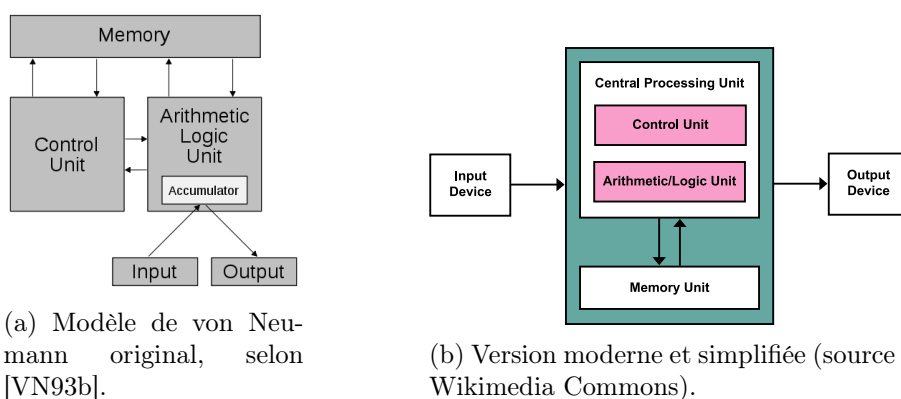 Memory
Control
Unit
Arithmetic
Logic
Unit
Accumulator
Input
Output
(a) Modèle de von Neu-
mann original, selon
[VN93b].
Central Processing Unit
Control Unit
Arithmetic/Logic Unit
Input
Device
Output
Device
Memory Unit
(b) Version moderne et simplifiée (source
Wikimedia Commons).